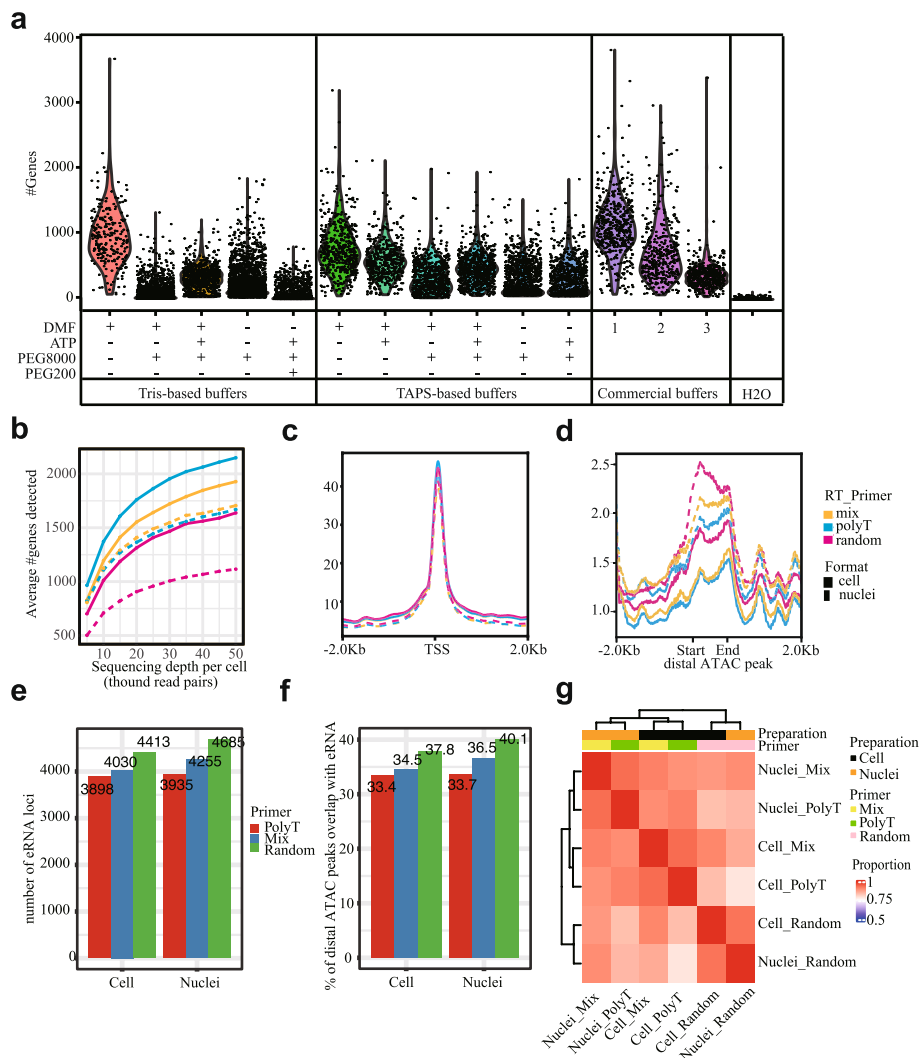 a
4000
3000
2000
1000
0
#Genes
DMF + + + - - + - + + - - 1 2 3
ATP - - + - + - + - + - +
PEG8000 - + + + + - - + + + +
PEG200 - - - - + - - - - - -
Tris-based buffers TAPS-based buffers Commercial buffers H2O
b
2000
1500
1000
500
Average #genes detected
10 20 30 40 50
Sequencing depth per cell
(thound read pairs)
c
40
30
20
10
-2.0Kb TSS 2.0Kb
d
2.5
2.0
1.5
1.0
-2.0Kb Start End 2.0Kb
distal ATAC peak
RT_Primer
mix
polyT
random
Format
cell
nuclei
e
4000
3000
2000
1000
0
number of eRNA loci
3898 4030 4413 3935 4255 4685
Cell Nuclei
Primer
PolyT
Mix
Random
f
40
30
20
10
0
% of distal ATAC peaks overlap with eRNA
33.4 34.5 37.8 33.7 36.5 40.1
Cell Nuclei
g
Preparation
Primer
Nuclei_Mix
Nuclei_PolyT
Cell_Mix
Cell_PolyT
Cell_Random
Nuclei_Random
Nuclei_Mix Nuclei_PolyT Cell_Mix Cell_PolyT Cell_Random Nuclei_Random
Preparation
Cell
Nuclei
Primer
Mix
PolyT
Random
Proportion
1
0.75
0.5